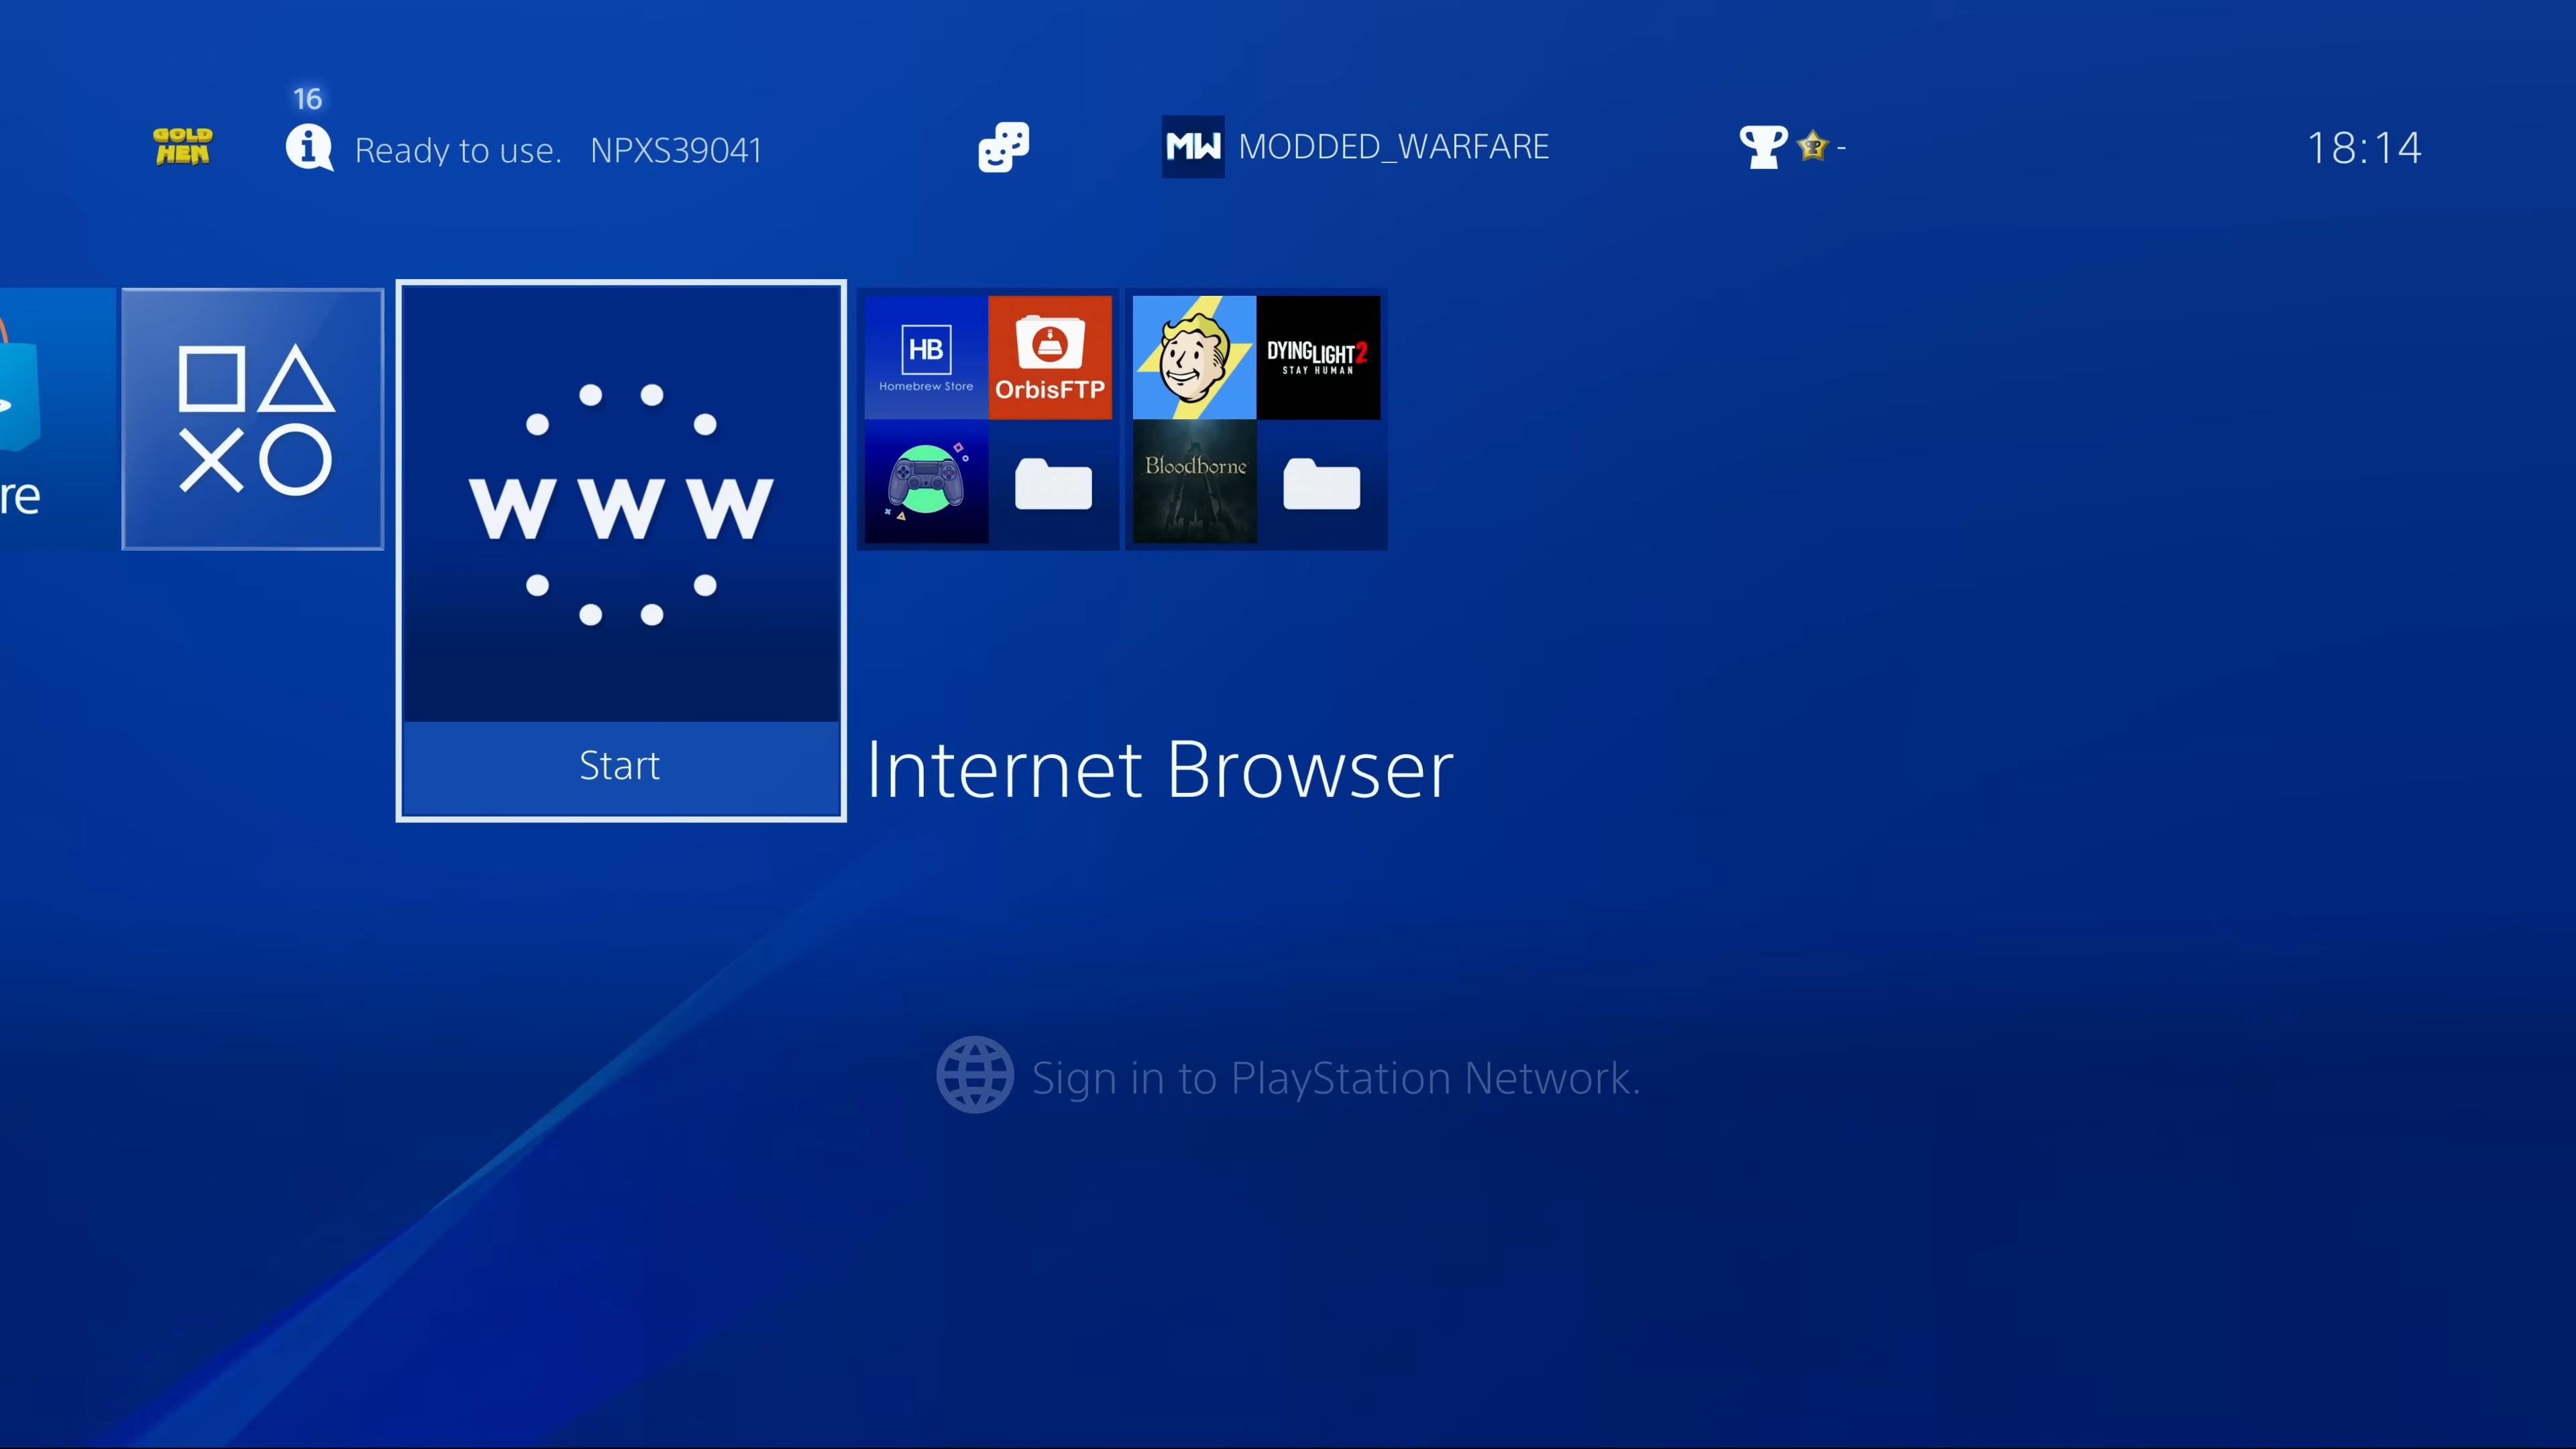 16
GOLD HEN
Ready to use. NPXS39041
MW MODDED_WARFARE
-
18:14
re
HB
Homebrew Store
OrbisFTP
DYING LIGHT 2
STAY HUMAN
Bloodborne
WWW
Start
Internet Browser
Sign in to PlayStation Network.